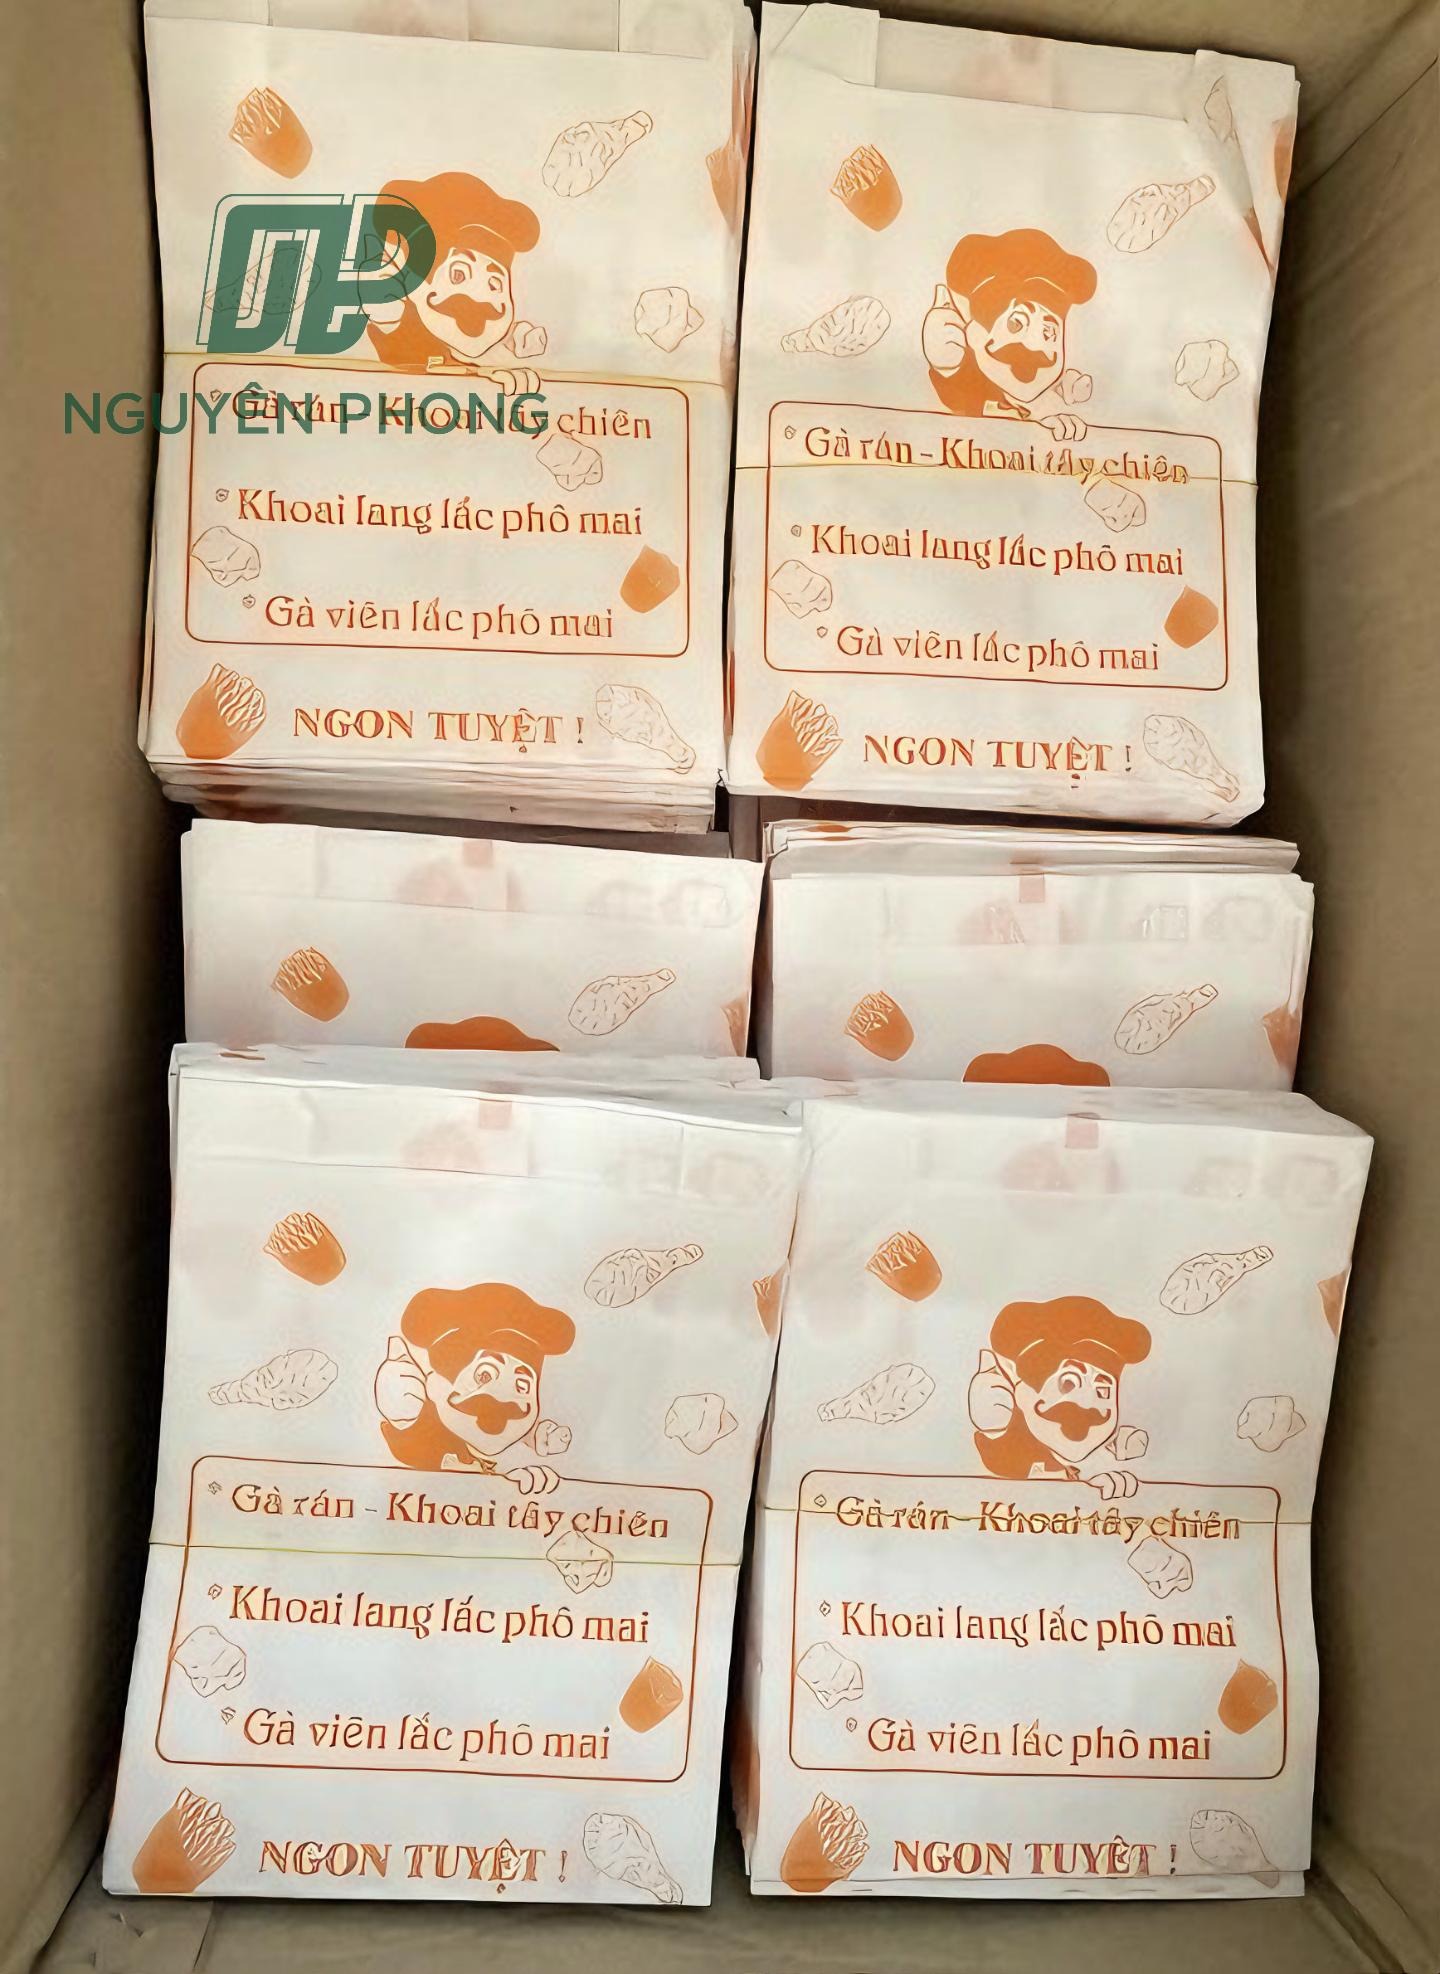 NGUYÊN PHONG
Gà rán - Khoai tây chiên
Khoai lang lắc phô mai
Gà viên lắc phô mai
NGON TUYỆT !
Gà rán - Khoai tây chiên
Khoai lang lắc phô mai
Gà viên lắc phô mai
NGON TUYỆT !
Gà rán - Khoai tây chiên
Khoai lang lắc phô mai
Gà viên lắc phô mai
NGON TUYỆT !
Gà rán - Khoai tây chiên
Khoai lang lắc phô mai
Gà viên lắc phô mai
NGON TUYỆT !